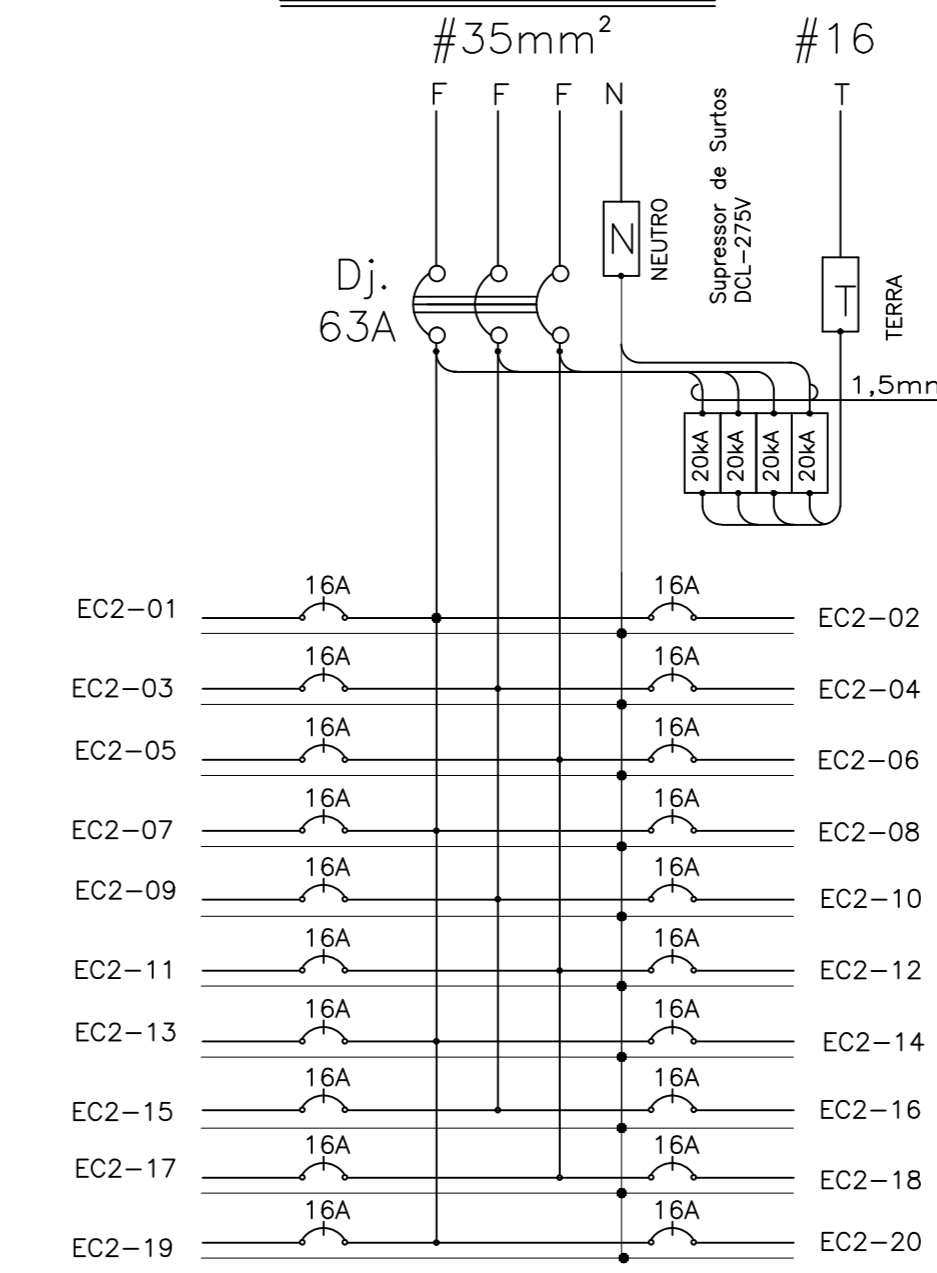 #35mm² #16
F F F N T
Supressor de Surtos
DCL-275V
N
NEUTRO
T
TERRA
Dj.
63A
20kA 20kA 20kA 20kA
EC2-01 16A 16A EC2-02
EC2-03 16A 16A EC2-04
EC2-05 16A 16A EC2-06
EC2-07 16A 16A EC2-08
EC2-09 16A 16A EC2-10
EC2-11 16A 16A EC2-12
EC2-13 16A 16A EC2-14
EC2-15 16A 16A EC2-16
EC2-17 16A 16A EC2-18
EC2-19 16A 16A EC2-20